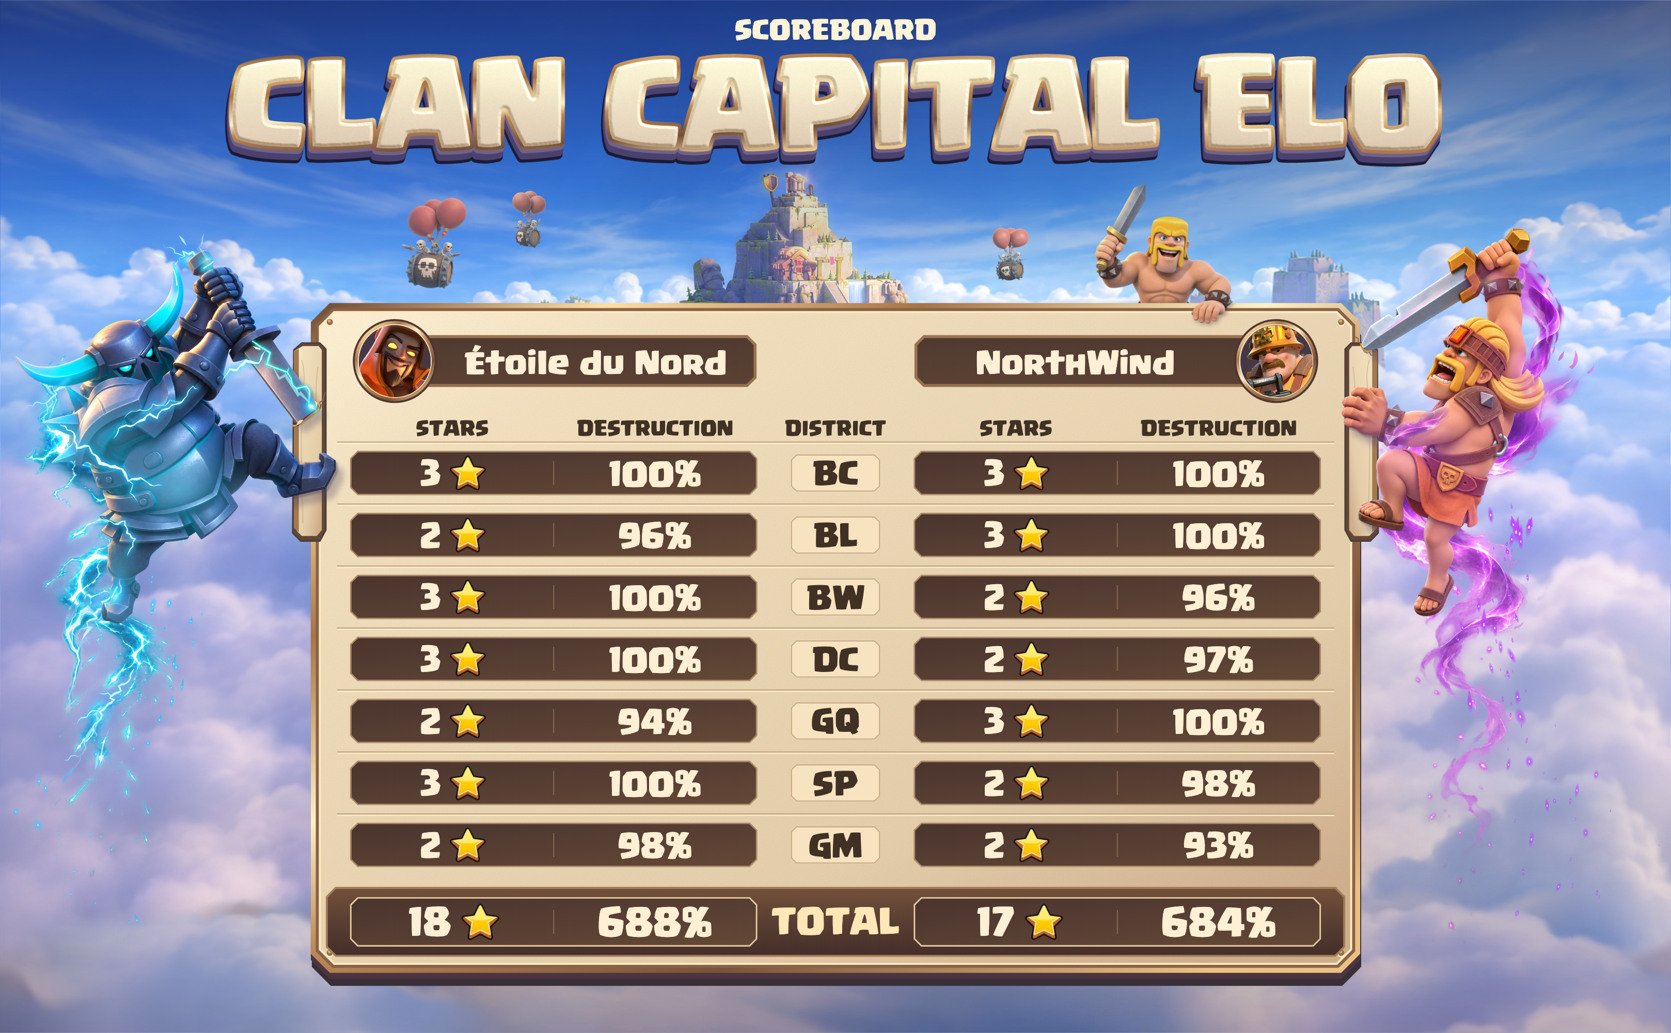 SCOREBOARD
CLAN CAPITAL ELO
Étoile du Nord NorthWind
STARS DESTRUCTION DISTRICT STARS DESTRUCTION
3 100% BC 3 100%
2 96% BL 3 100%
3 100% BW 2 96%
3 100% DC 2 97%
2 94% GQ 3 100%
3 100% SP 2 98%
2 98% GM 2 93%
18 688% TOTAL 17 684%